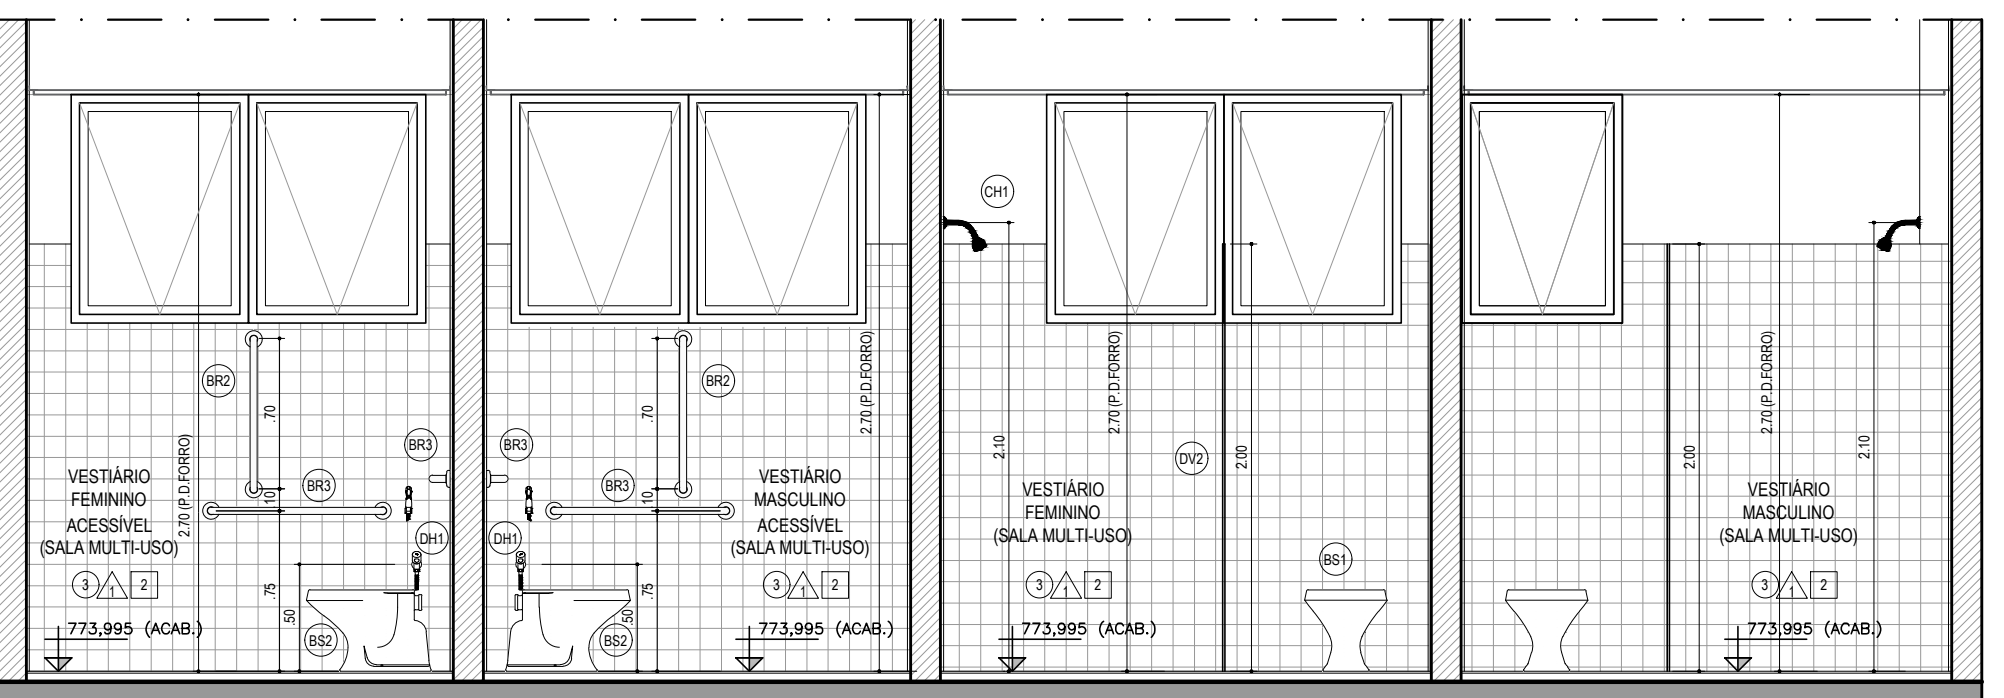 BR2
.70
BR3
BR3
.10
2.70 (P.D.FORRO)
VESTIÁRIO
FEMININO
ACESSÍVEL
(SALA MULTI-USO)
DH1
3
1
2
.75
.50
BS2
773,995 (ACAB.)
BR2
.70
2.70 (P.D.FORRO)
BR3
BR3
.10
VESTIÁRIO
MASCULINO
ACESSÍVEL
(SALA MULTI-USO)
DH1
3
1
2
.75
.50
BS2
773,995 (ACAB.)
CH1
2.70 (P.D.FORRO)
2.10
DV2
2.00
VESTIÁRIO
FEMININO
(SALA MULTI-USO)
BS1
3
1
2
773,995 (ACAB.)
2.70 (P.D.FORRO)
2.00
2.10
VESTIÁRIO
MASCULINO
(SALA MULTI-USO)
3
1
2
773,995 (ACAB.)